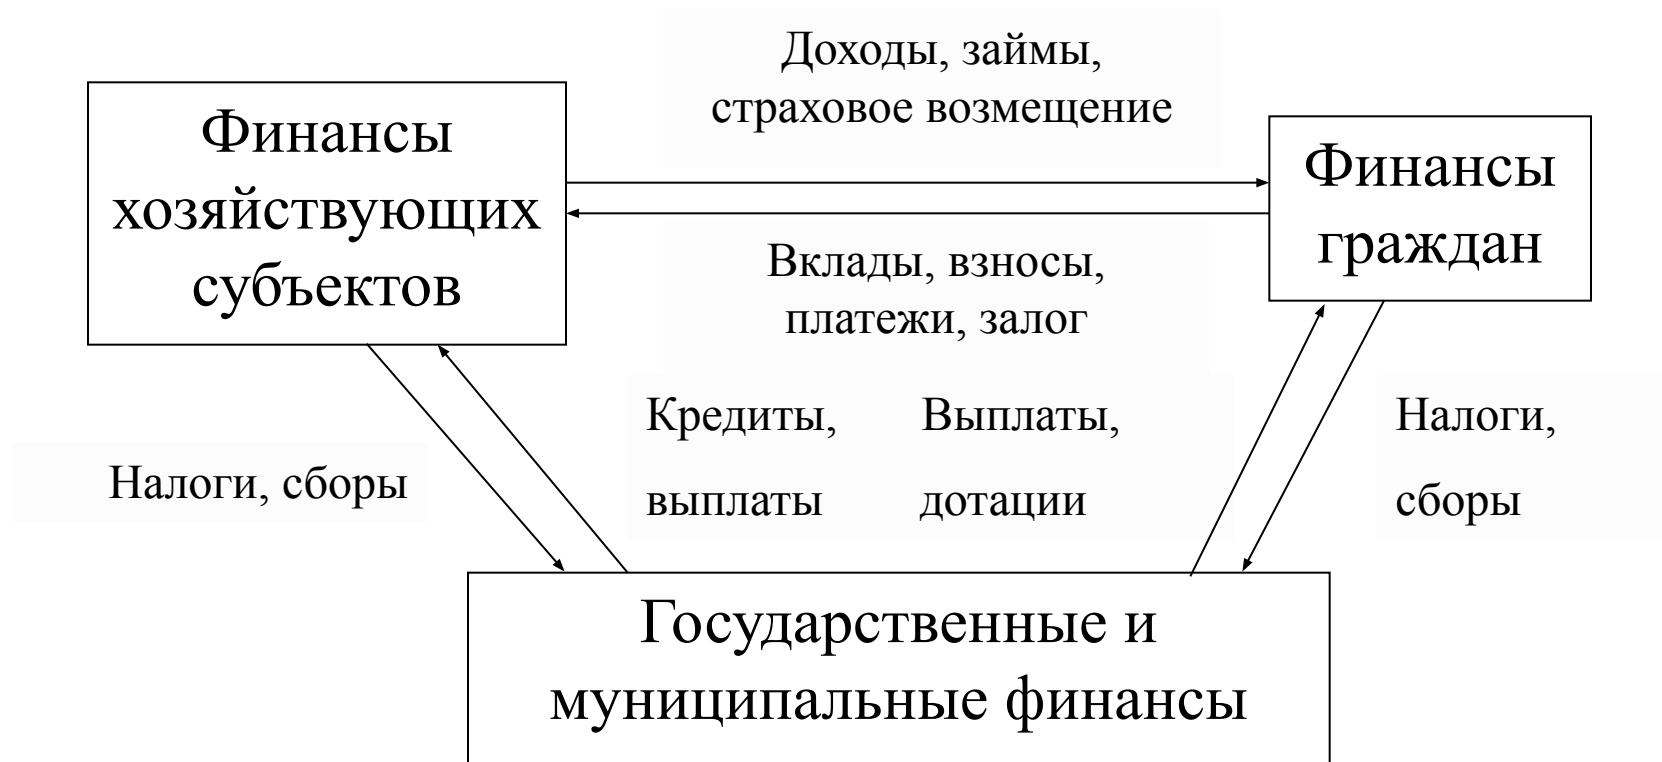 Доходы, займы,
страховое возмещение
Финансы
хозяйствующих
субъектов
Финансы
граждан
Вклады, взносы,
платежи, залог
Кредиты,
выплаты
Выплаты,
дотации
Налоги,
сборы
Налоги, сборы
Государственные и
муниципальные финансы